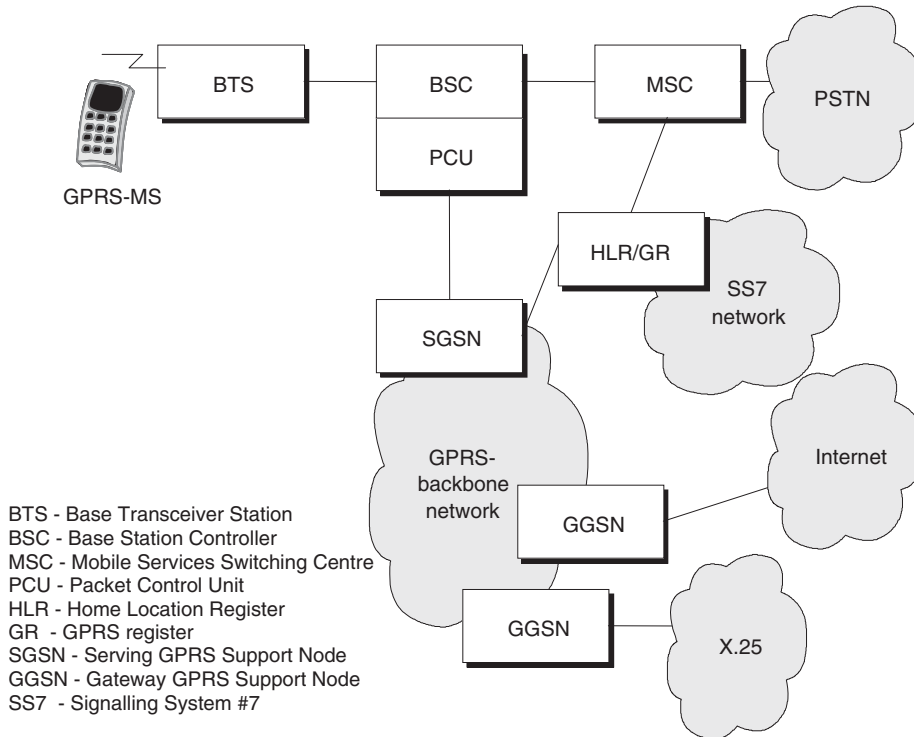 BTS
BSC
MSC
PSTN
PCU
GPRS-MS
HLR/GR
SS7
network
SGSN
GPRS-
backbone
network
Internet
GGSN
GGSN
X.25
BTS - Base Transceiver Station
BSC - Base Station Controller
MSC - Mobile Services Switching Centre
PCU - Packet Control Unit
HLR - Home Location Register
GR - GPRS register
SGSN - Serving GPRS Support Node
GGSN - Gateway GPRS Support Node
SS7 - Signalling System #7